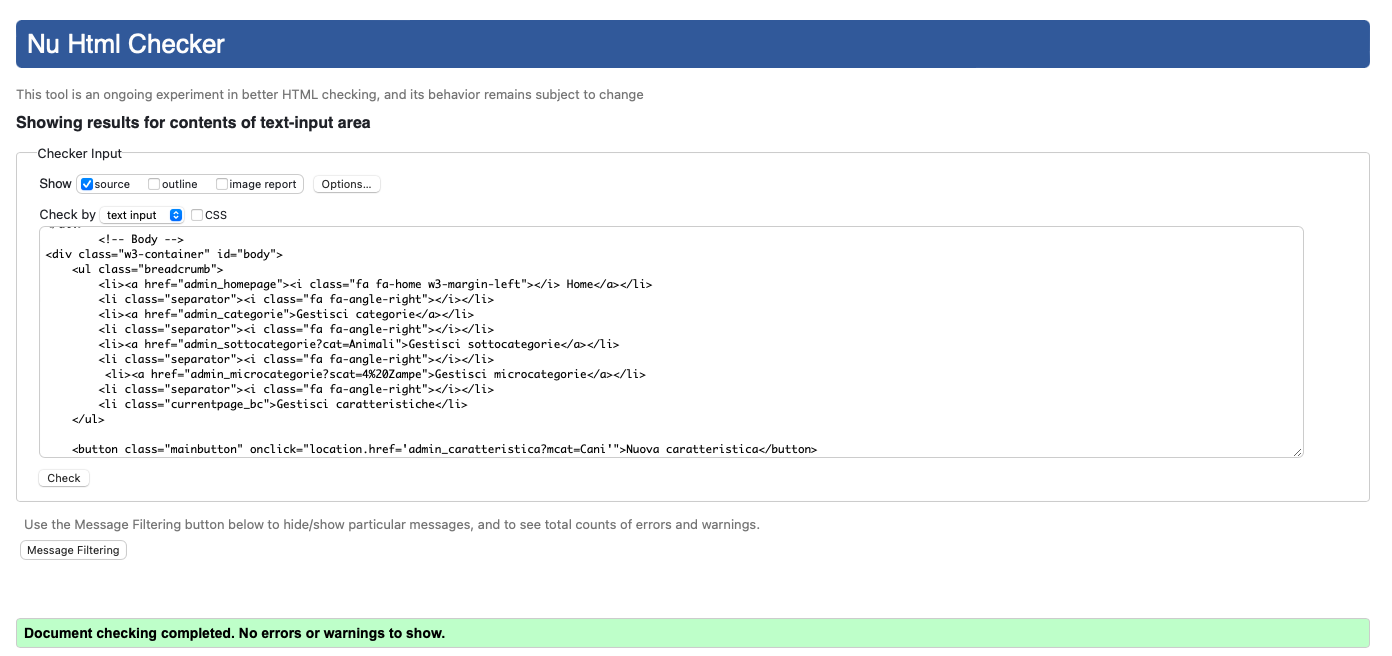 Nu Html Checker
This tool is an ongoing experiment in better HTML checking, and its behavior remains subject to change
Showing results for contents of text-input area
Checker Input
Show source outline image report Options...
Check by text input CSS
<!-- Body -->
<div class="w3-container" id="body">
<ul class="breadcrumb">
<li><a href="admin_homepage"><i class="fa fa-home w3-margin-left"></i> Home</a></li>
<li class="separator"><i class="fa fa-angle-right"></i></li>
<li><a href="admin_categorie">Gestisci categorie</a></li>
<li class="separator"><i class="fa fa-angle-right"></i></li>
<li><a href="admin_sottocategorie?cat=Animali">Gestisci sottocategorie</a></li>
<li class="separator"><i class="fa fa-angle-right"></i></li>
<li><a href="admin_microcategorie?scat=4%20Zampe">Gestisci microcategorie</a></li>
<li class="separator"><i class="fa fa-angle-right"></i></li>
<li class="currentpage_bc">Gestisci caratteristiche</li>
</ul>
<button class="mainbutton" onclick="location.href='admin_caratteristica?mcat=Cani'">Nuova caratteristica</button>
Check
Use the Message Filtering button below to hide/show particular messages, and to see total counts of errors and warnings.
Message Filtering
Document checking completed. No errors or warnings to show.